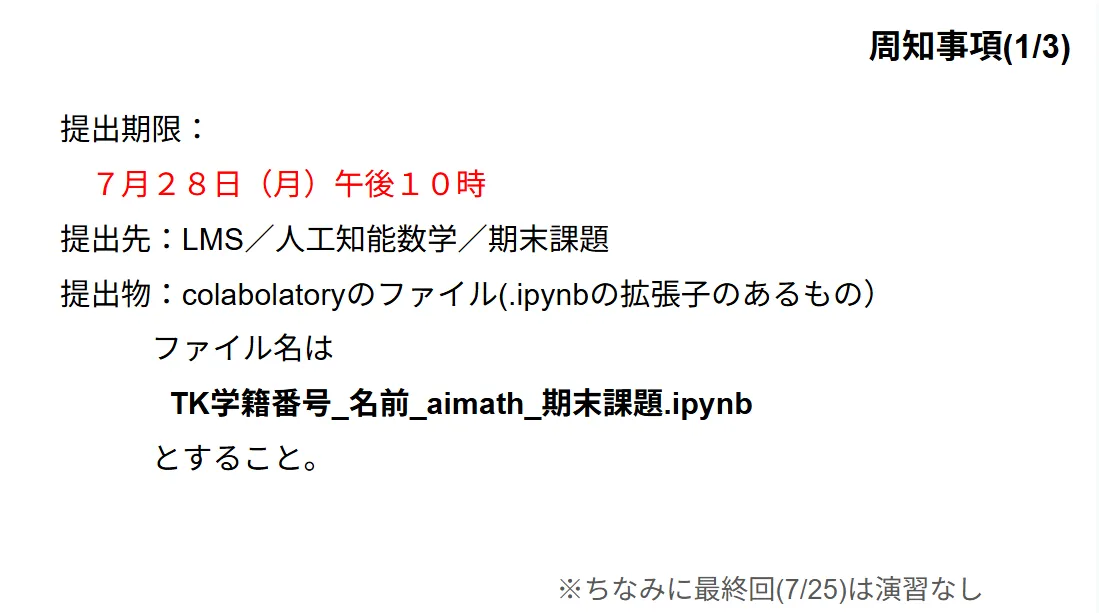 周知事項(1/3)
提出期限：
７月２８日（月）午後１０時
提出先：LMS／人工知能数学／期末課題
提出物：colabolatoryのファイル(.ipynbの拡張子のあるもの）
ファイル名は
TK学籍番号_名前_aimath_期末課題.ipynb
とすること。
※ちなみに最終回(7/25)は演習なし